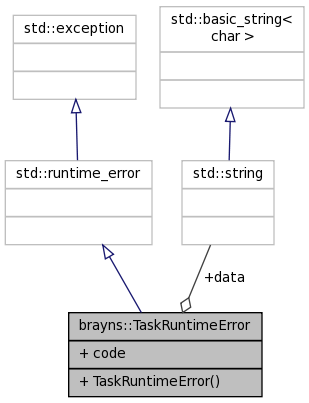 std::exception
std::basic_string<
char >
std::runtime_error
std::string
+data
brayns::TaskRuntimeError
+ code
+ TaskRuntimeError()